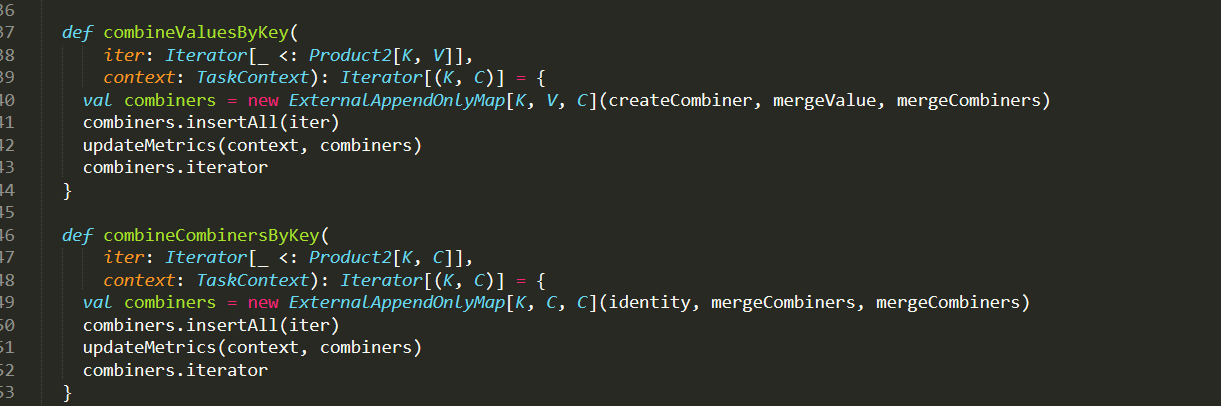 36
37 def combineValuesByKey(
38 iter: Iterator[_ <: Product2[K, V]],
39 context: TaskContext): Iterator[(K, C)] = {
40 val combiners = new ExternalAppendOnlyMap[K, V, C](createCombiner, mergeValue, mergeCombiners)
41 combiners.insertAll(iter)
42 updateMetrics(context, combiners)
43 combiners.iterator
44 }
45
46 def combineCombinersByKey(
47 iter: Iterator[_ <: Product2[K, C]],
48 context: TaskContext): Iterator[(K, C)] = {
49 val combiners = new ExternalAppendOnlyMap[K, C, C](identity, mergeCombiners, mergeCombiners)
50 combiners.insertAll(iter)
51 updateMetrics(context, combiners)
52 combiners.iterator
53 }